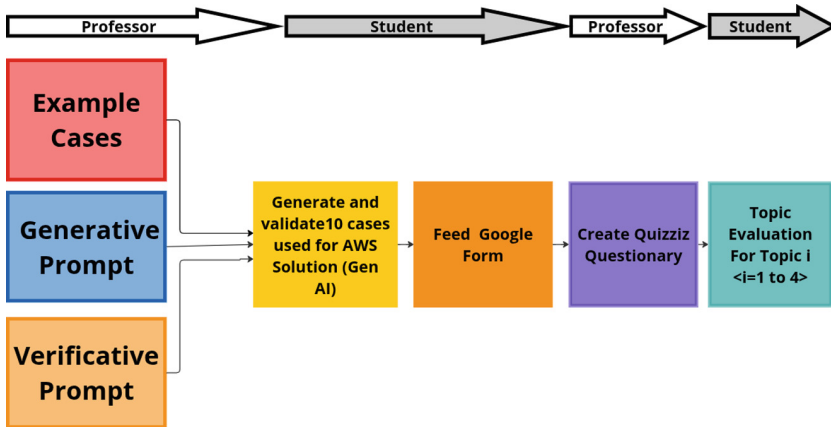 Professor
Student
Professor
Student
Example
Cases
Generative
Prompt
Verificative
Prompt
Generate and
validate10 cases
used for AWS
Solution (Gen
AI)
Feed Google
Form
Create Quizziz
Questionary
Topic
Evaluation
For Topic i
<i=1 to 4>